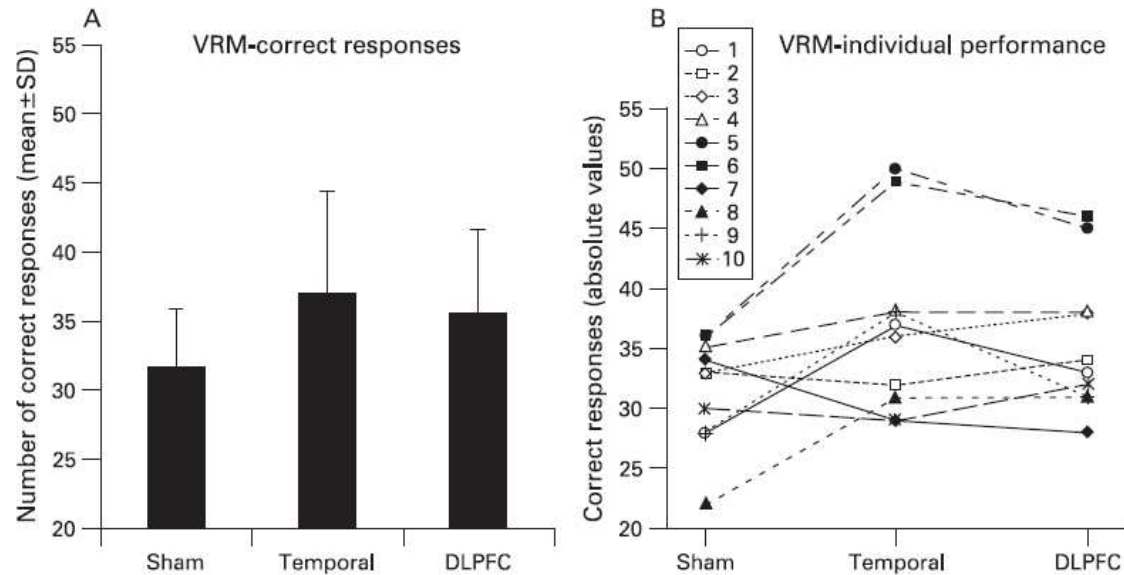 A
VRM-correct responses
Number of correct responses (mean±SD)
55
50
45
40
35
30
25
20
Sham
Temporal
DLPFC
B
VRM-individual performance
1
2
3
4
5
6
7
8
9
10
Correct responses (absolute values)
55
50
45
40
35
30
25
20
Sham
Temporal
DLPFC